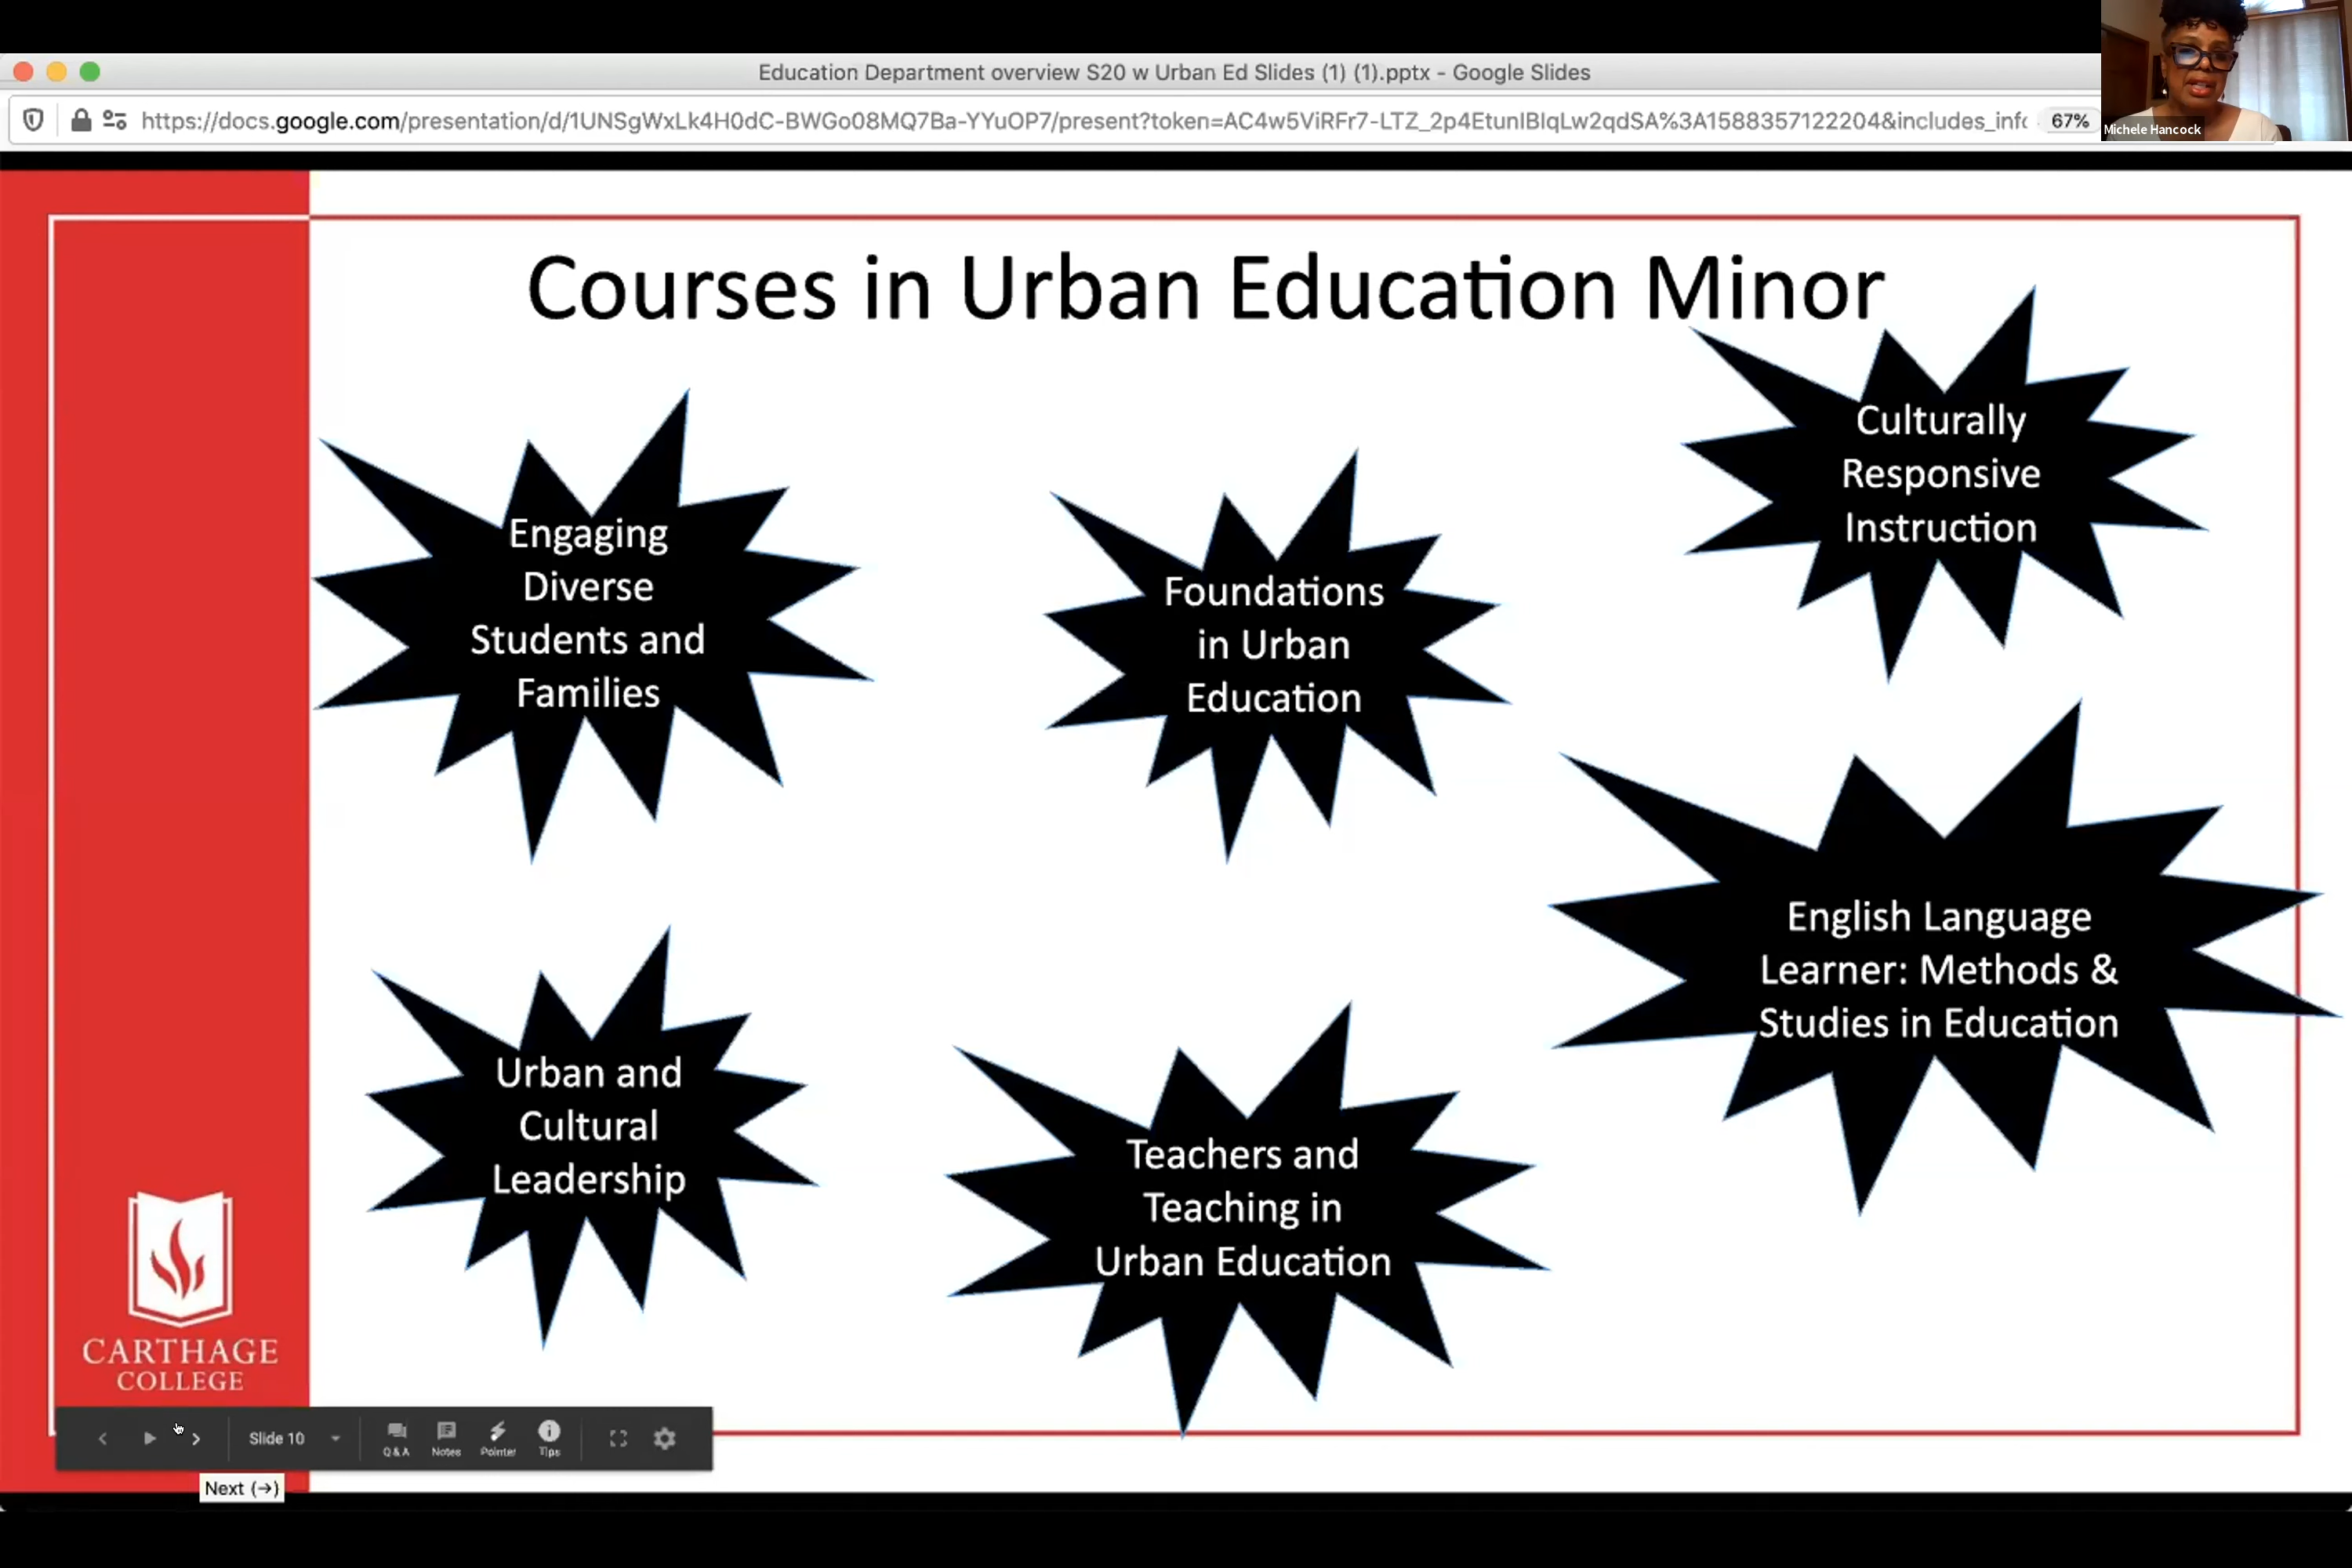 Education Department overview S20 w Urban Ed Slides (1) (1).pptx - Google Slides
https://docs.google.com/presentation/d/1UNSgWxLk4H0dC-BWGo08MQ7Ba-YYuOP7/present?token=AC4w5ViRFr7-LTZ_2p4EtunIBlqLw2qdSA%3A1588357122204&includes_info
67%
Michele Hancock
Courses in Urban Education Minor
Engaging
Diverse
Students and
Families
Foundations
in Urban
Education
Culturally
Responsive
Instruction
Urban and
Cultural
Leadership
Teachers and
Teaching in
Urban Education
English Language
Learner: Methods &
Studies in Education
CARTHAGE
COLLEGE
Slide 10
Q & A
Notes
Pointer
Tips
Next (→)